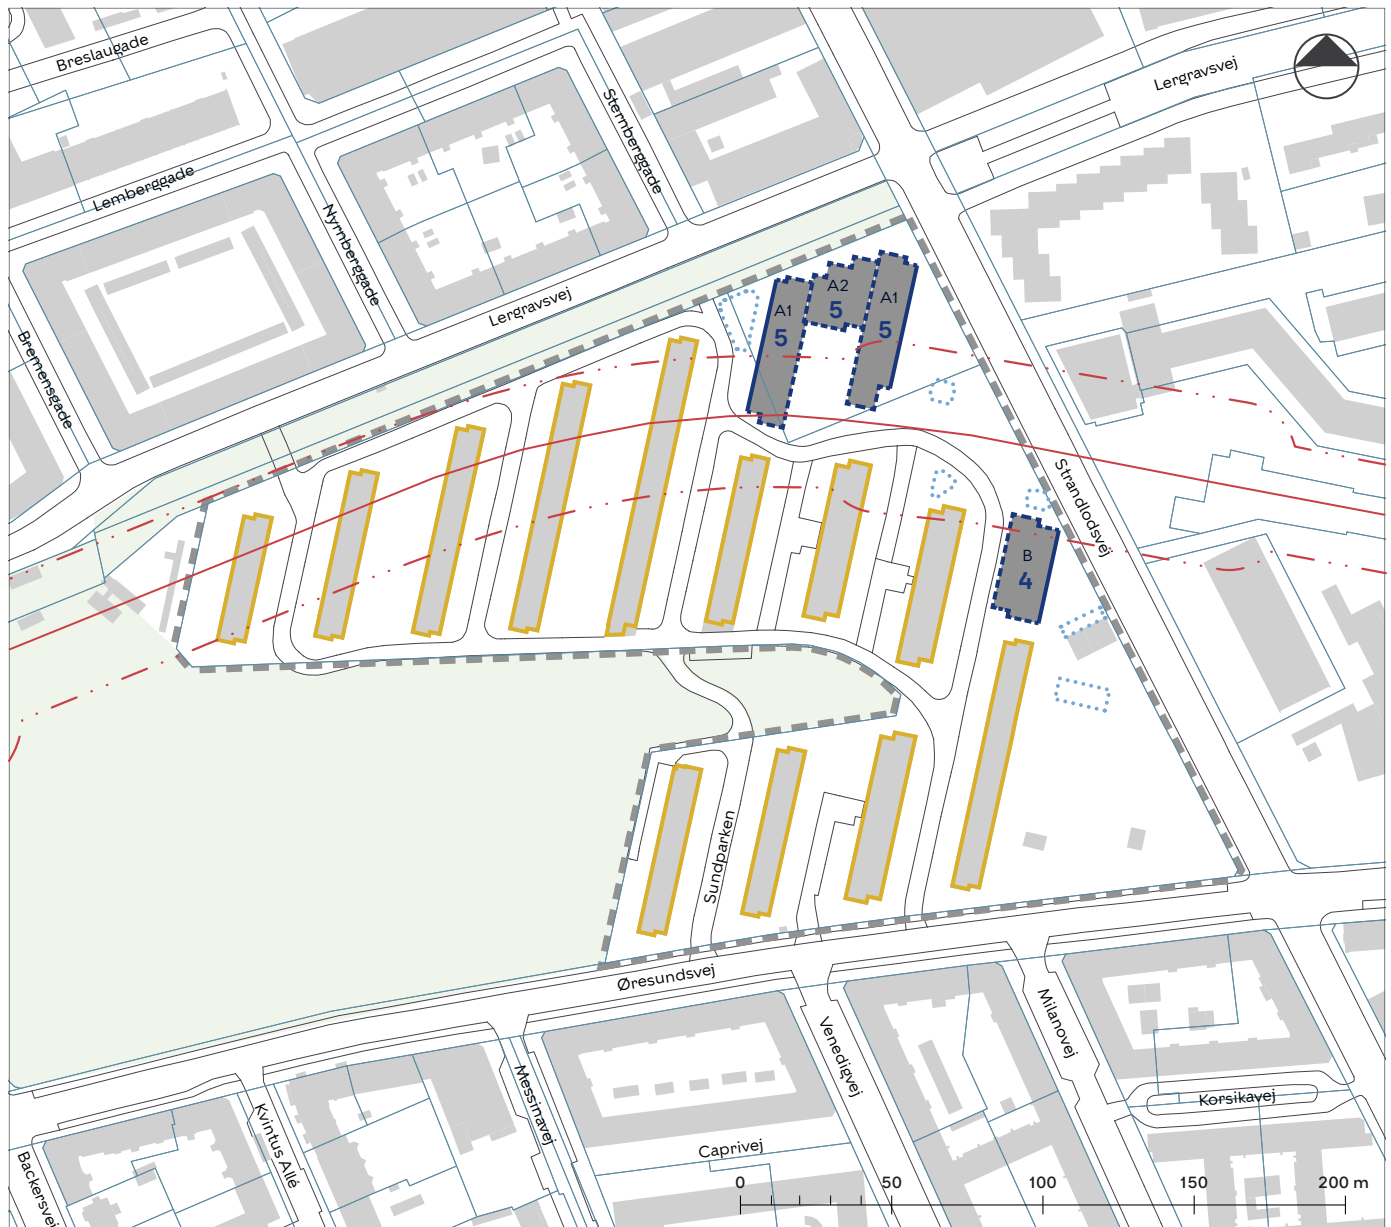 Breslaugade
Lergravsvej
Sternberggade
Lemberggade
Nyrnberggade
Lergravsvej
Bremensgade
A1
5
A2
5
A1
5
Strandlodsvej
B
4
Sundparken
Øresundsvej
Milanovej
Venedigvej
Messinavej
Kvintus Allé
Korsikavej
Caprivej
Backersvej
0 50 100 150 200 m